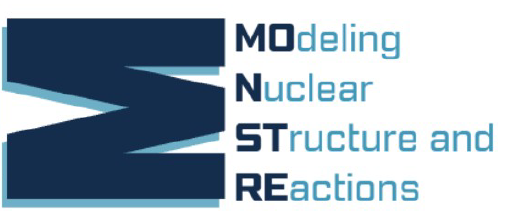 MOdeling
Nuclear
STructure and
REactions